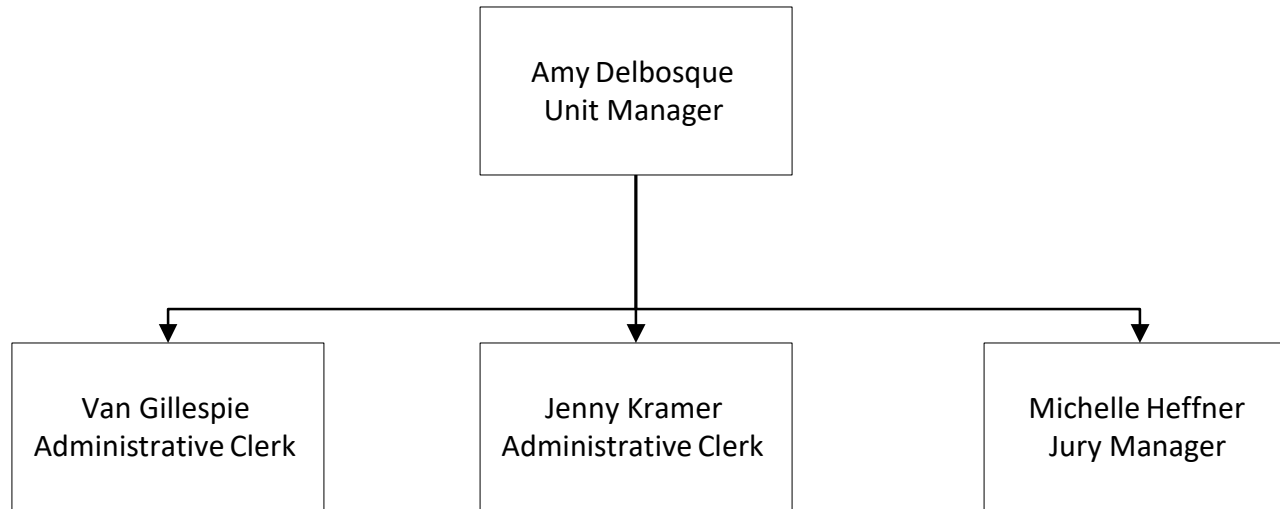 Amy Delbosque
Unit Manager
Van Gillespie
Administrative Clerk
Jenny Kramer
Administrative Clerk
Michelle Heffner
Jury Manager